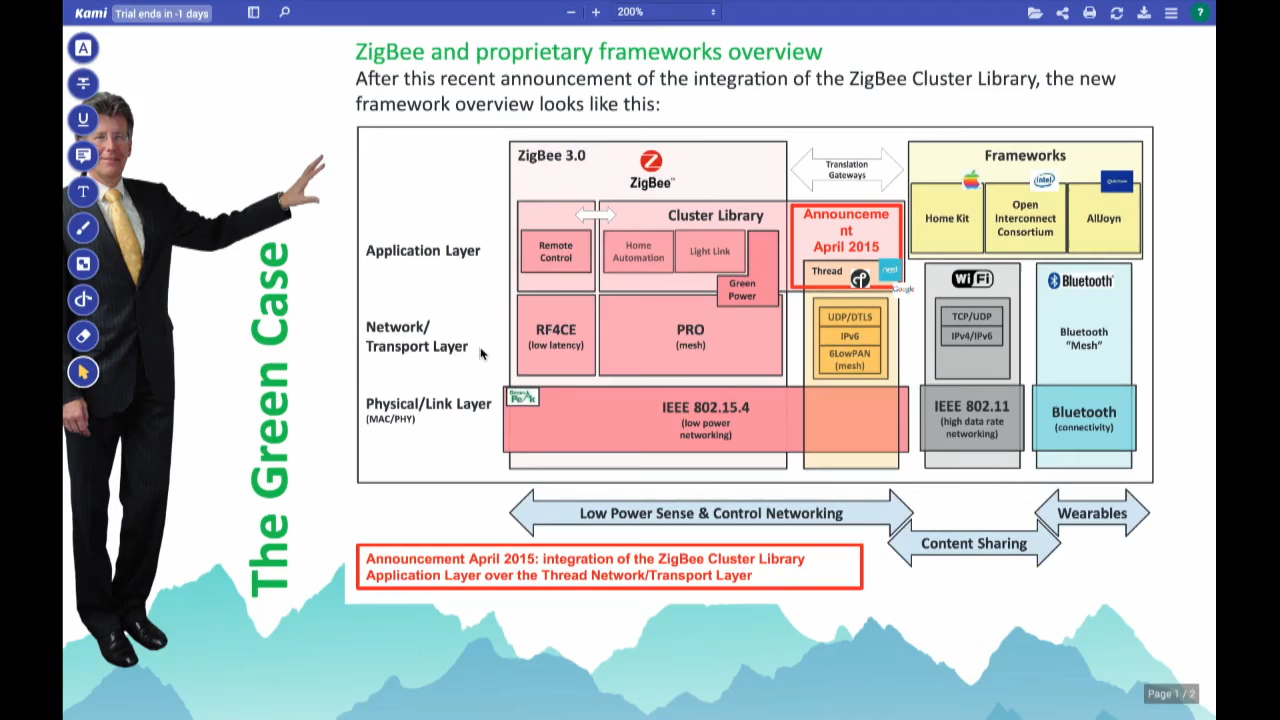 Kami
Trial ends in -1 days
200%
?
A
U
T
The Green Case
ZigBee and proprietary frameworks overview
After this recent announcement of the integration of the ZigBee Cluster Library, the new
framework overview looks like this:
ZigBee 3.0
ZigBee™
Translation
Gateways
Frameworks
intel
Home Kit
Open
Interconnect
Consortium
AllJoyn
Application Layer
Cluster Library
Remote
Control
Home
Automation
Light Link
Green
Power
Announceme
nt
April 2015
Thread
nest
Google
WiFi
Bluetooth
Network/
Transport Layer
RF4CE
(low latency)
PRO
(mesh)
UDP/DTLS
IPv6
6LowPAN
(mesh)
TCP/UDP
IPv4/IPv6
Bluetooth
“Mesh”
Physical/Link Layer
(MAC/PHY)
GreenPeak
IEEE 802.15.4
(low power
networking)
IEEE 802.11
(high data rate
networking)
Bluetooth
(connectivity)
Low Power Sense & Control Networking
Wearables
Content Sharing
Announcement April 2015: integration of the ZigBee Cluster Library
Application Layer over the Thread Network/Transport Layer
Page 1 / 2